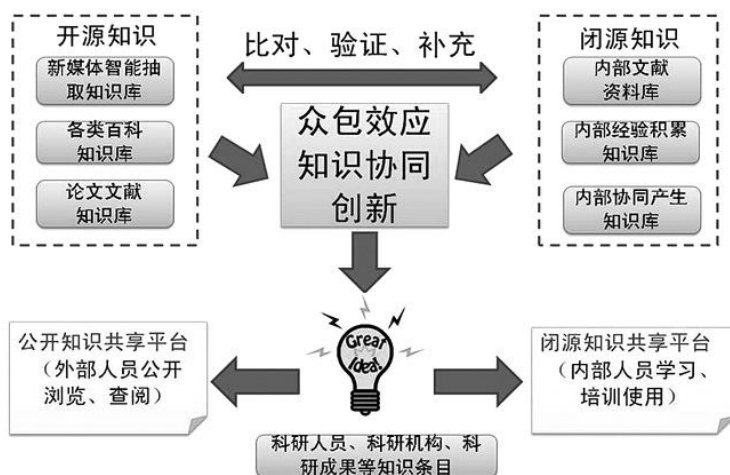 开源知识
新媒体智能抽
取知识库
各类百科
知识库
论文文献
知识库
比对、验证、补充
众包效应
知识协同
创新
闭源知识
内部文献
资料库
内部经验积累
知识库
内部协同产生
知识库
公开知识共享平台
（外部人员公开
浏览、查阅）
Great
Idea!
科研人员、科研机构、科
研成果等知识条目
闭源知识共享平台
（内部人员学习、
培训使用）